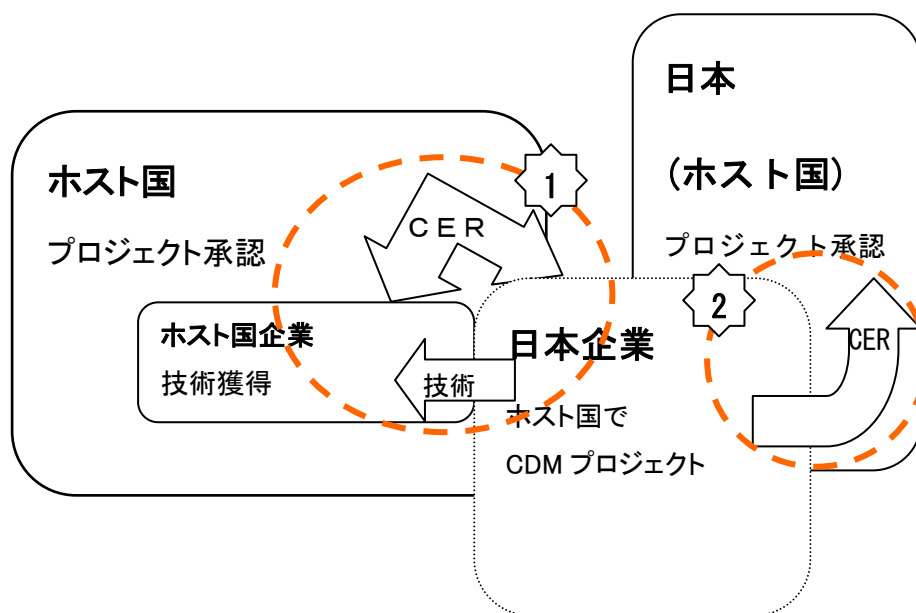 日本
(ホスト国)
プロジェクト承認
ホスト国
プロジェクト承認
1
ＣＥＲ
ホスト国企業
技術獲得
技術
2
日本企業
ホスト国で
CDM プロジェクト
CER